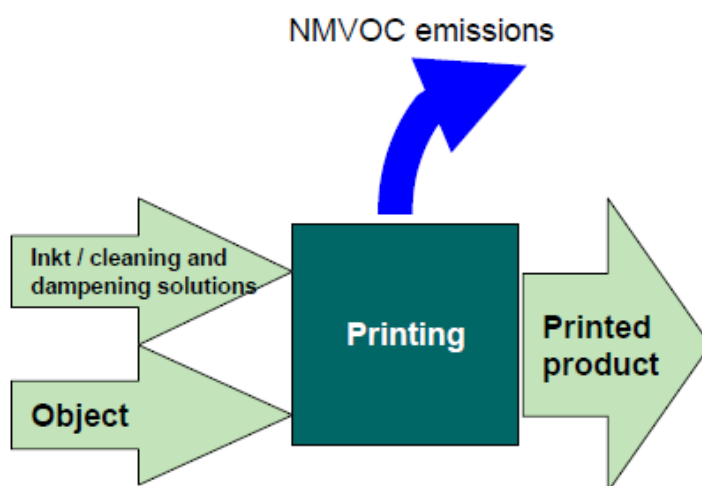 NMVOC emissions
Inkt / cleaning and
dampening solutions
Printing
Printed
product
Object